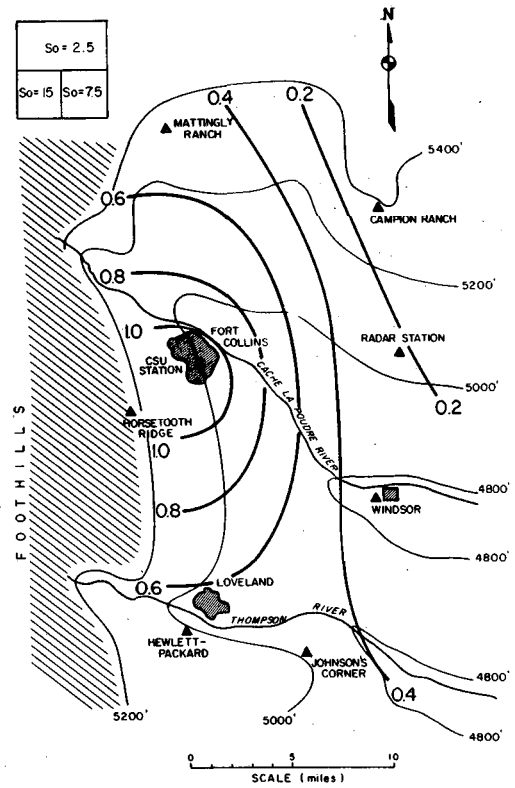 So = 2.5
So= 15 So= 7.5
N
0.4
0.2
MATTINGLY
RANCH
5400'
0.6
CAMPION RANCH
0.8
5200'
1.0
FORT
COLLINS
CSU
STATION
RADAR STATION
5000'
0.2
CACHE LA POUDRE RIVER
HORSETOOTH
RIDGE
1.0
FOOTHILL'S
4800'
0.8
WINDSOR
4800'
0.6
LOVELAND
THOMPSON RIVER
HEWLETT-
PACKARD
JOHNSON'S
CORNER
4800'
0.4
5200'
5000'
4800'
0 5 10
SCALE (miles)